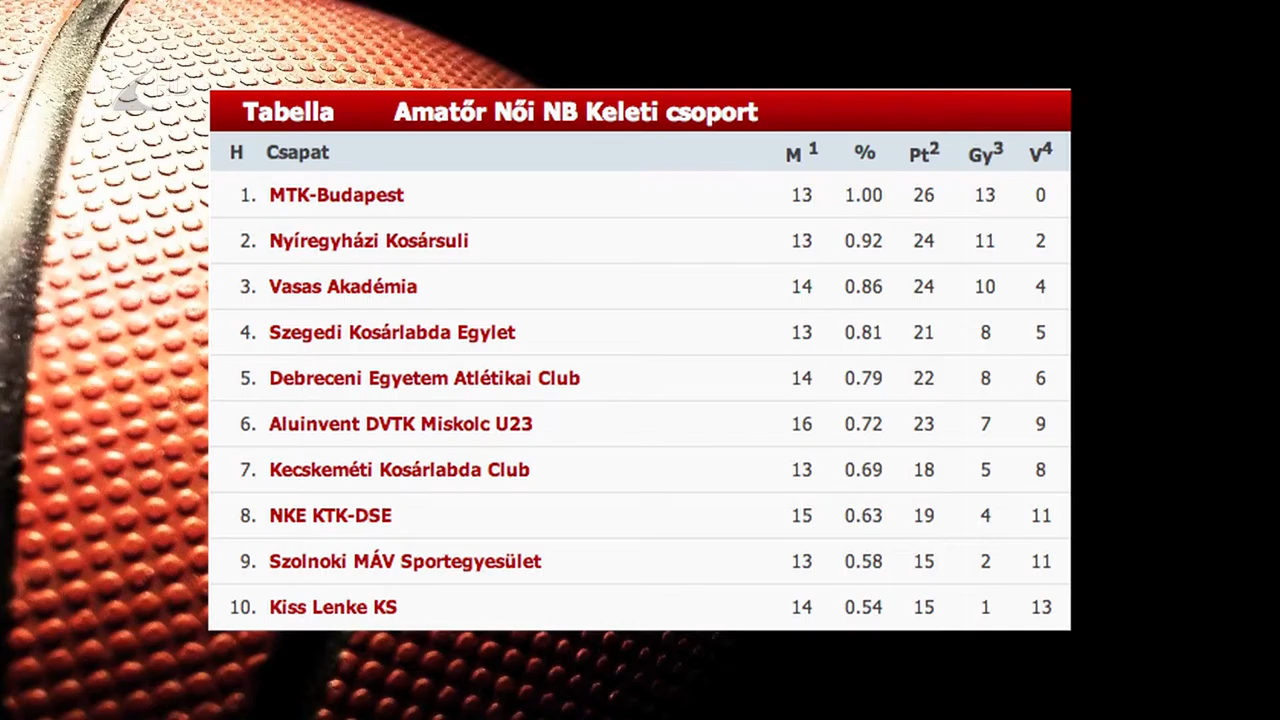 Tabella Amatőr Női NB Keleti csoport
H Csapat M 1 % Pt2 Gy3 V4
1. MTK-Budapest 13 1.00 26 13 0
2. Nyíregyházi Kosársuli 13 0.92 24 11 2
3. Vasas Akadémia 14 0.86 24 10 4
4. Szegedi Kosárlabda Egylet 13 0.81 21 8 5
5. Debreceni Egyetem Atlétikai Club 14 0.79 22 8 6
6. Aluinvent DVTK Miskolc U23 16 0.72 23 7 9
7. Kecskeméti Kosárlabda Club 13 0.69 18 5 8
8. NKE KTK-DSE 15 0.63 19 4 11
9. Szolnoki MÁV Sportegyesület 13 0.58 15 2 11
10. Kiss Lenke KS 14 0.54 15 1 13